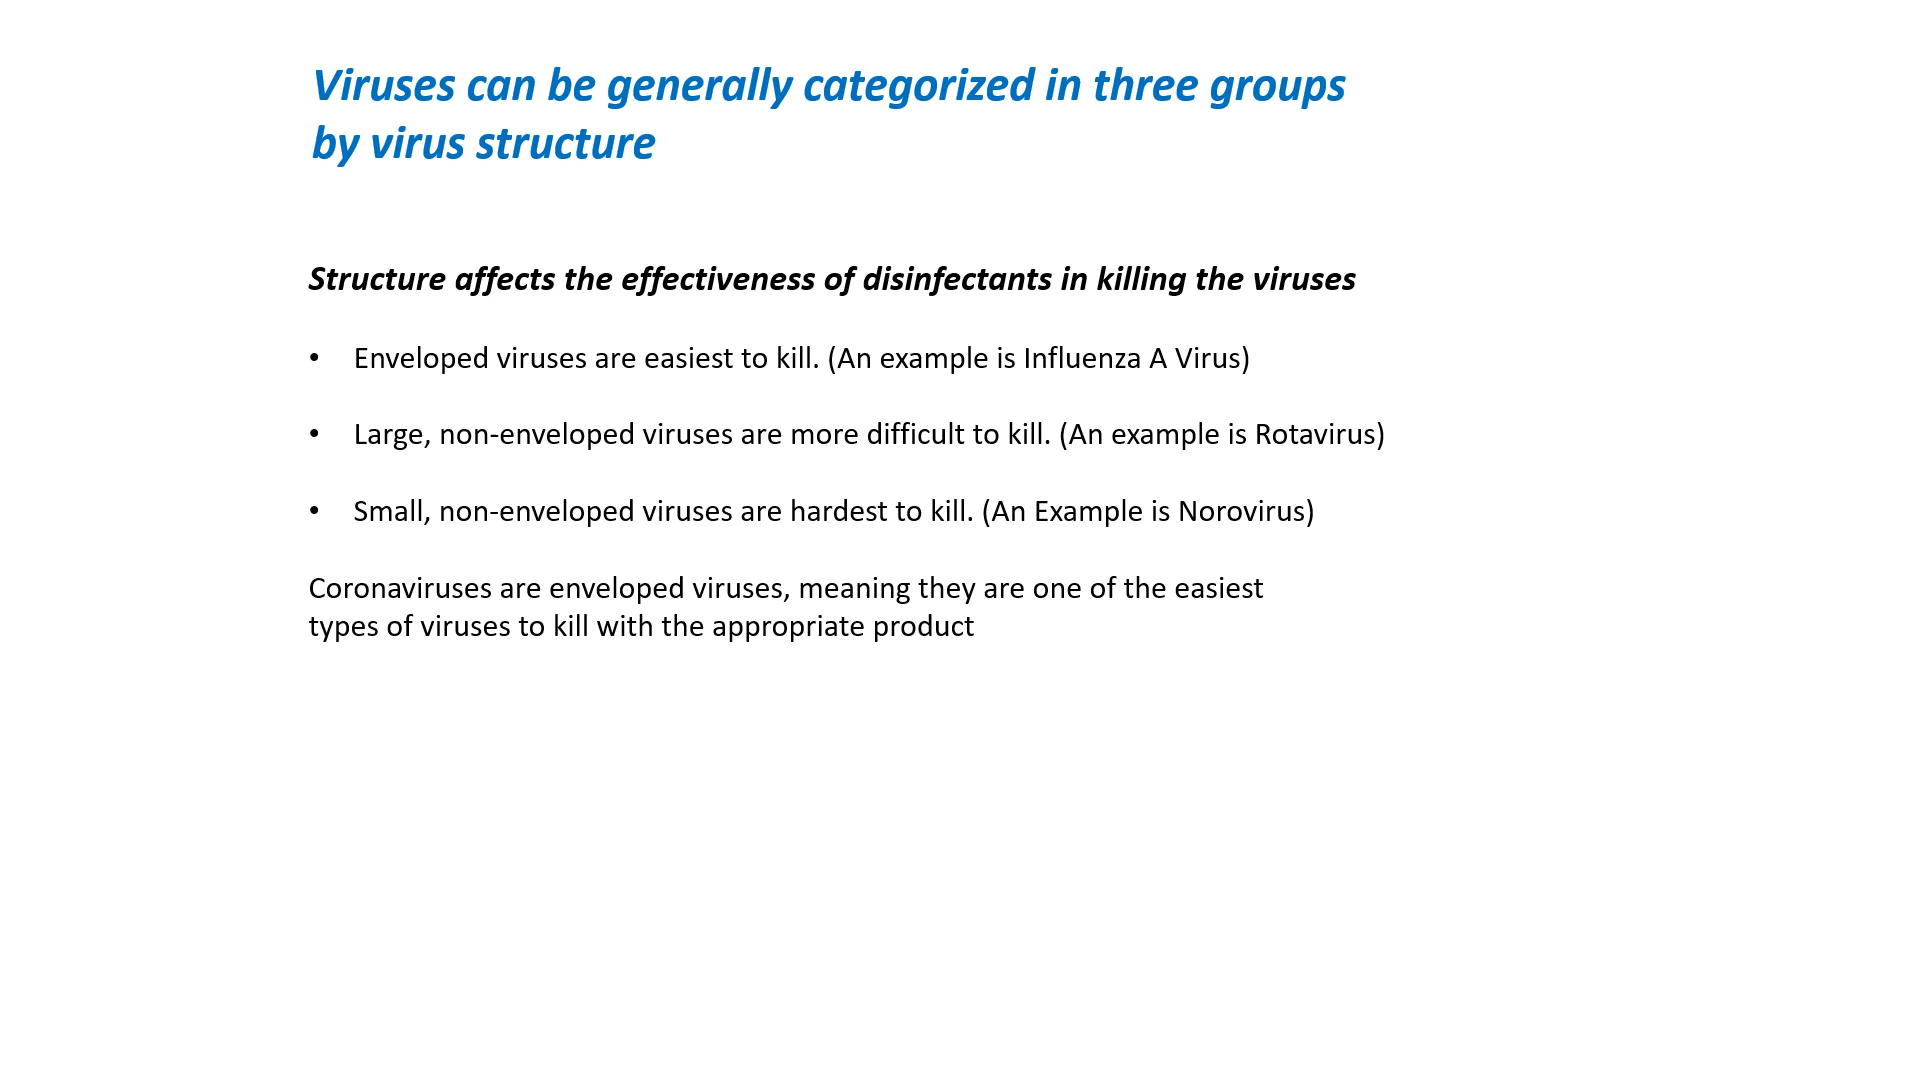 Viruses can be generally categorized in three groups
by virus structure
Structure affects the effectiveness of disinfectants in killing the viruses
• Enveloped viruses are easiest to kill. (An example is Influenza A Virus)
• Large, non-enveloped viruses are more difficult to kill. (An example is Rotavirus)
• Small, non-enveloped viruses are hardest to kill. (An Example is Norovirus)
Coronaviruses are enveloped viruses, meaning they are one of the easiest
types of viruses to kill with the appropriate product